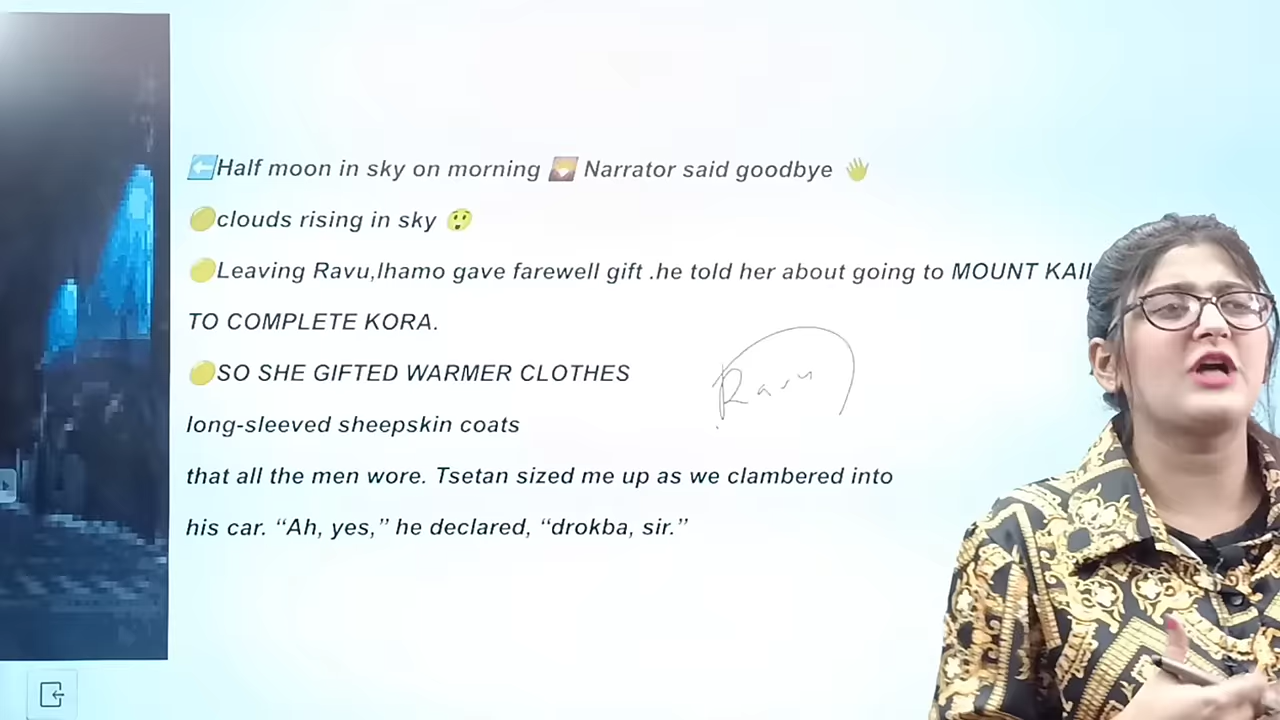 ⬅Half moon in sky on morning 🌄 Narrator said goodbye 👋
🟡clouds rising in sky 😲
🟡Leaving Ravu,lhamo gave farewell gift .he told her about going to MOUNT
TO COMPLETE KORA.
🟡SO SHE GIFTED WARMER CLOTHES
Ravu
long-sleeved sheepskin coats
that all the men wore. Tsetan sized me up as we clambered into
his car. “Ah, yes,” he declared, “drokba, sir.”